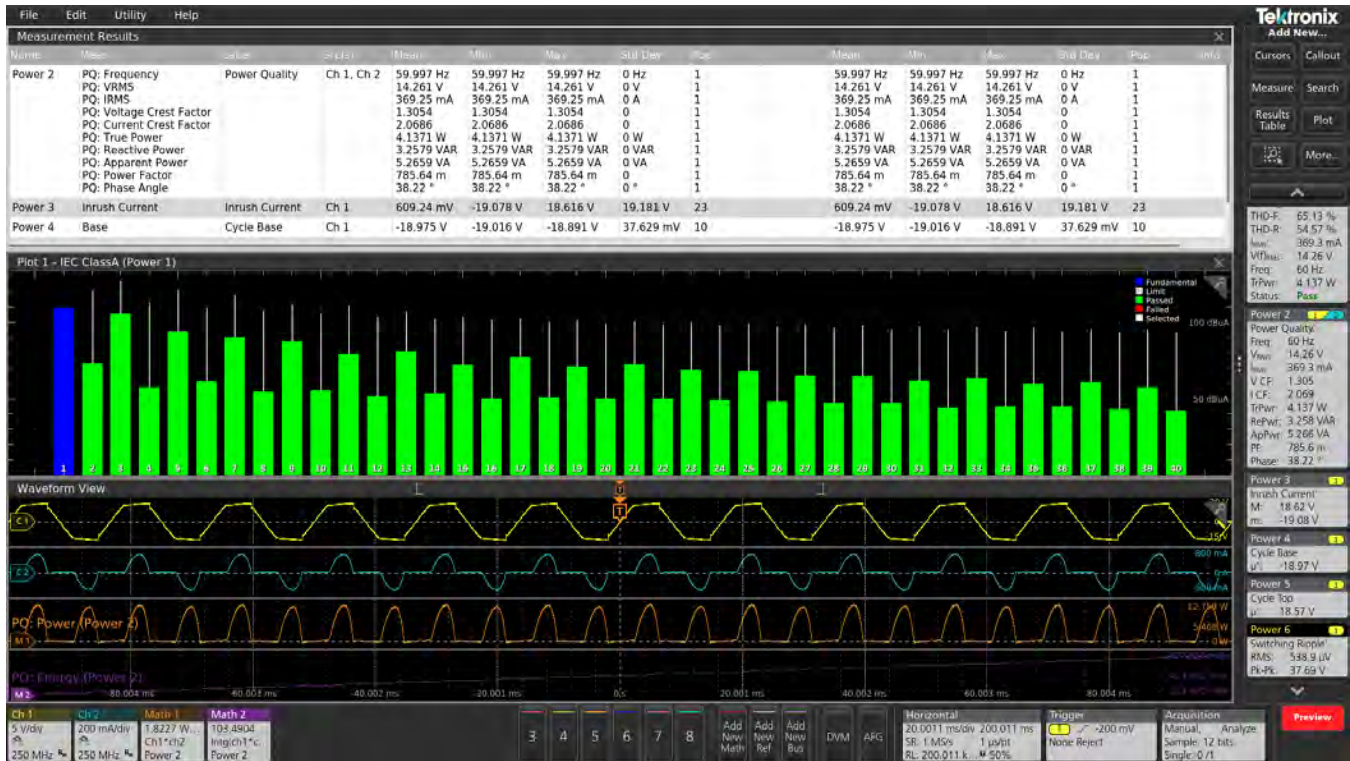 File Edit Utility Help
Tektronix
Add New...
Measurement Results
Mean Min Max Std Dev Mean Min Max Std Dev Pop Info
Power 2 PQ: Frequency Power Quality Ch 1, Ch 2 59.997 Hz 59.997 Hz 59.997 Hz 0 Hz 1 59.997 Hz 59.997 Hz 59.997 Hz 0 Hz 1
PQ: VRMS 14.261 V 14.261 V 14.261 V 0 V 1 14.261 V 14.261 V 14.261 V 0 V 1
PQ: IRMS 369.25 mA 369.25 mA 369.25 mA 0 A 1 369.25 mA 369.25 mA 369.25 mA 0 A 1
PQ: Voltage Crest Factor 1.3054 1.3054 1.3054 0 1 1.3054 1.3054 1.3054 0 1
PQ: Current Crest Factor 2.0686 2.0686 2.0686 0 1 2.0686 2.0686 2.0686 0 1
PQ: True Power 4.1371 W 4.1371 W 4.1371 W 0 W 1 4.1371 W 4.1371 W 4.1371 W 0 W 1
PQ: Reactive Power 3.2579 VAR 3.2579 VAR 3.2579 VAR 0 VAR 1 3.2579 VAR 3.2579 VAR 3.2579 VAR 0 VAR 1
PQ: Apparent Power 5.2659 VA 5.2659 VA 5.2659 VA 0 VA 1 5.2659 VA 5.2659 VA 5.2659 VA 0 VA 1
PQ: Power Factor 785.64 m 785.64 m 785.64 m 0 1 785.64 m 785.64 m 785.64 m 0 1
PQ: Phase Angle 38.22 ° 38.22 ° 38.22 ° 0 ° 1 38.22 ° 38.22 ° 38.22 ° 0 ° 1
Power 3 Inrush Current Inrush Current Ch 1 609.24 mV -19.078 V 18.616 V 19.181 V 23 609.24 mV -19.078 V 18.616 V 19.181 V 23
Power 4 Base Cycle Base Ch 1 -18.975 V -19.016 V -18.891 V 37.629 mV 10 -18.975 V -19.016 V -18.891 V 37.629 mV 10
Plot 1 - IEC ClassA (Power 1)
Fundamental
Limit
Passed
Failed
Selected
100 dBuA
50 dBuA
1 2 3 4 5 6 7 8 9 10 11 12 13 14 15 16 17 18 19 20 21 22 23 24 25 26 27 28 29 30 31 32 33 34 35 36 37 38 39 40
Waveform View
T
T
C1
-15 V
C2
800 mA
PQ: Power (Power 2)
M1
PQ: Energy (Power 2)
M2
-80.004 ms -60.003 ms -40.002 ms -20.001 ms 0 s 20.001 ms 40.002 ms 60.003 ms 80.004 ms
Cursors Callout
Measure Search
Results Table Plot
More...
THD-F: 65.13 %
THD-R: 54.57 %
369.3 mA
14.26 V
Freq: 60 Hz
TrPwr: 4.137 W
Status: Pass
Power 2 1 2
Power Quality'
Freq: 60 Hz
VRMS: 14.26 V
IRMS: 369.3 mA
V CF: 1.305
I CF: 2.069
TrPwr: 4.137 W
RePwr: 3.258 VAR
ApPwr: 5.266 VA
PF: 785.6 m
Phase: 38.22 °
Power 3 1
Inrush Current'
M: 18.62 V
m: -19.08 V
Power 4 1
Cycle Base
µ': -18.97 V
Power 5 1
Cycle Top
µ': 18.57 V
Power 6 1
Switching Ripple'
RMS: 538.9 µV
Pk-Pk: 37.69 V
Ch 1
5 V/div
250 MHz
Ch 2
200 mA/div
250 MHz
Math 1
1.8227 W...
Ch1*ch2
Power 2
Math 2
103.4904
Intg(ch1*c
Power 2
3 4 5 6 7 8
Add New Math
Add New Ref
Add New Bus
DVM AFG
Horizontal
20.0011 ms/div 200.011 ms
SR: 1 MS/s 1 µs/pt
RL: 200.011 k... 50%
Trigger
1 -200 mV
None Reject
Acquisition
Manual, Analyze
Sample: 12 bits
Single: 0 /1
Preview